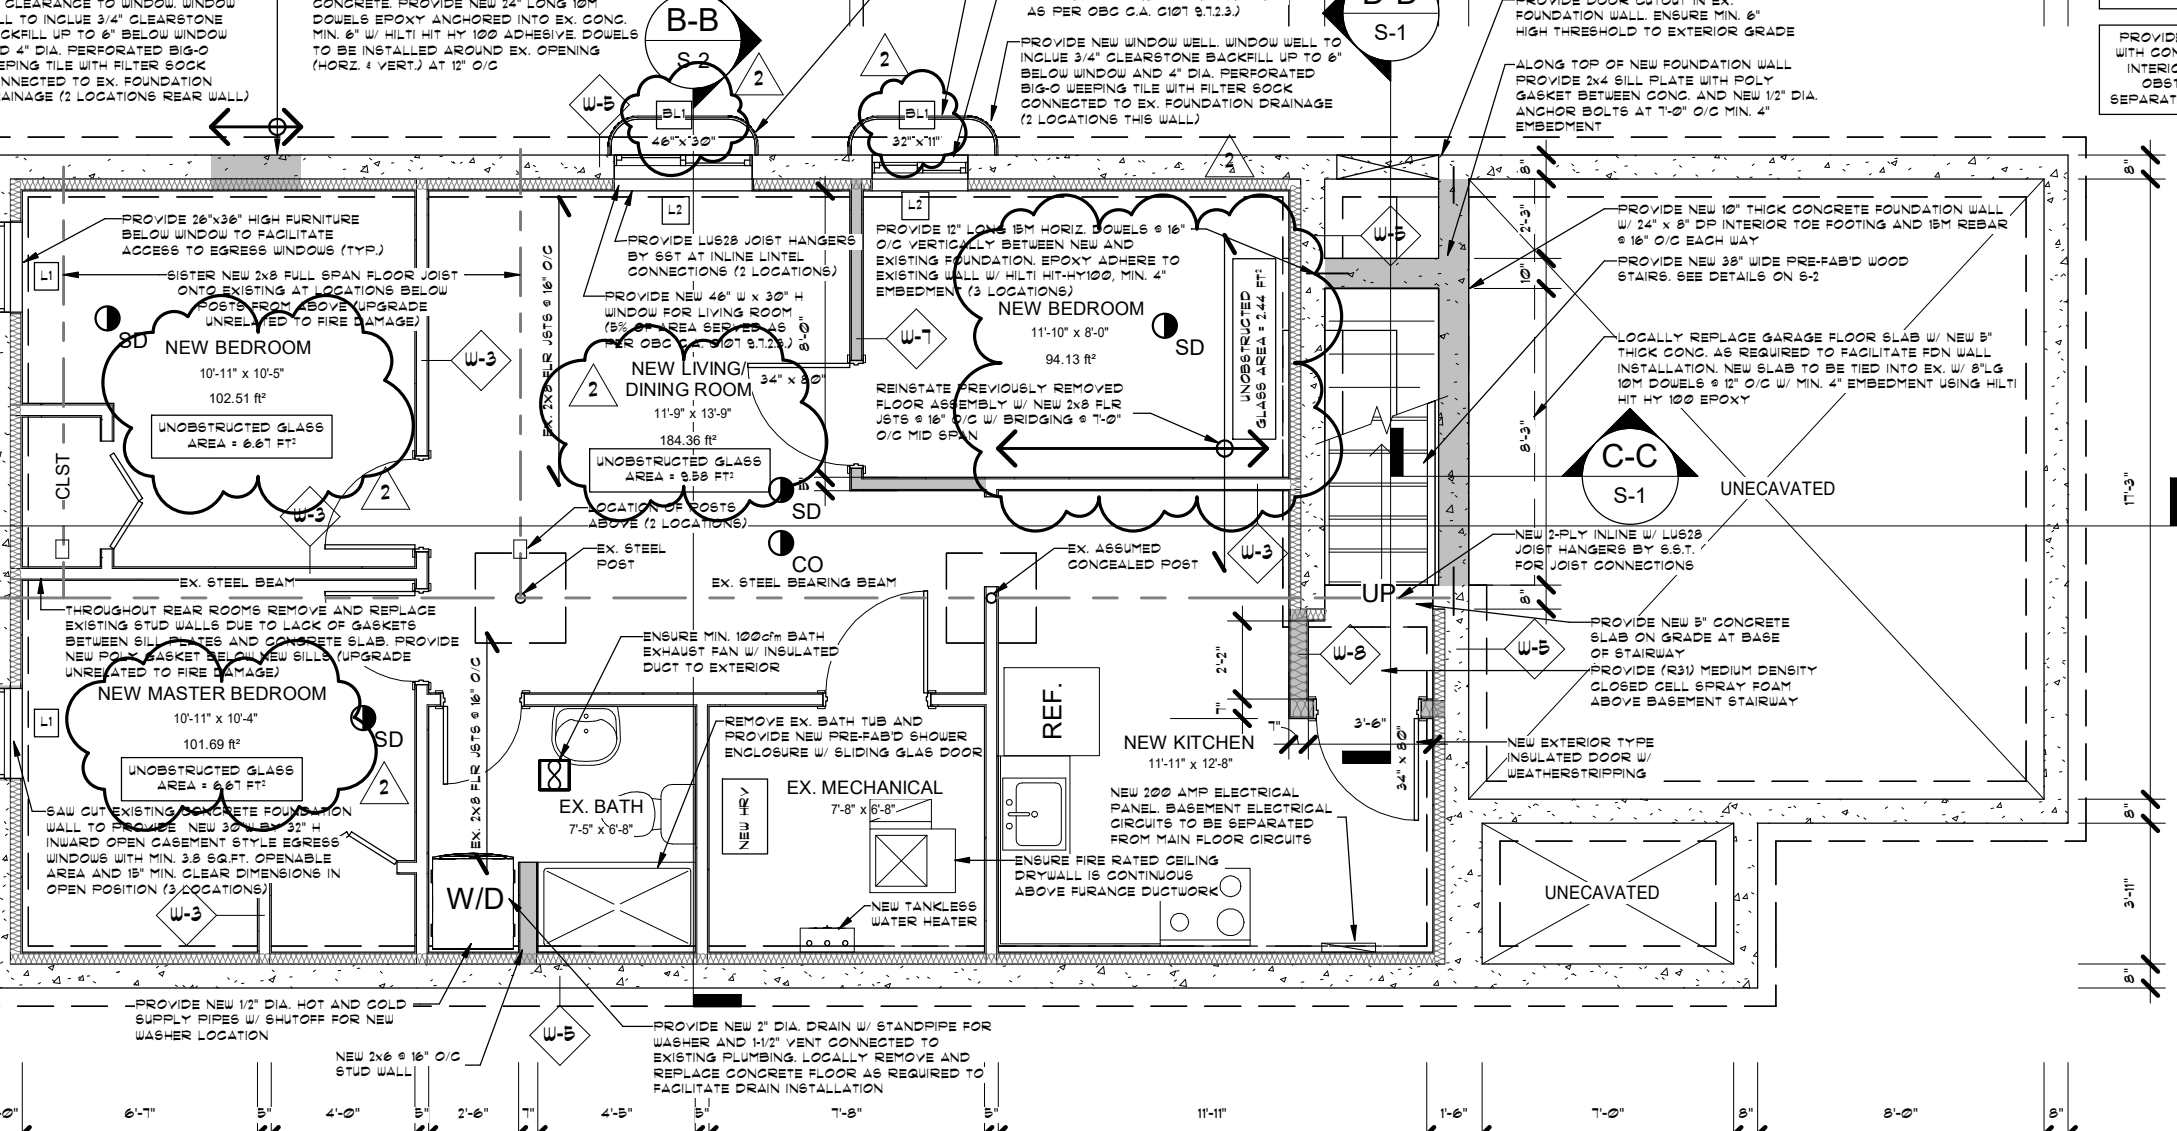 CLEARANCE TO WINDOW. WINDOW
LL TO INCLUE 3/4" CLEARSTONE
CKFILL UP TO 6" BELOW WINDOW
D 4" DIA. PERFORATED BIG-O
EPING TILE WITH FILTER SOCK
NNECTED TO EX. FOUNDATION
AINAGE (2 LOCATIONS REAR WALL)
CONCRETE. PROVIDE NEW 24" LONG 10M
DOWELS EPOXY ANCHORED INTO EX. CONC.
MIN. 6" W/ HILTI HIT HY 100 ADHESIVE. DOWELS
TO BE INSTALLED AROUND EX. OPENING
(HORZ. & VERT.) AT 12" O/C
B-B
S-2
2
2
W-5
BL1
46" x 30"
BL1
32" x 11"
AS PER OBC C.A. C107 9.7.2.3.)
PROVIDE NEW WINDOW WELL. WINDOW WELL TO
INCLUE 3/4" CLEARSTONE BACKFILL UP TO 6"
BELOW WINDOW AND 4" DIA. PERFORATED
BIG-O WEEPING TILE WITH FILTER SOCK
CONNECTED TO EX. FOUNDATION DRAINAGE
(2 LOCATIONS THIS WALL)
S-1
PROVIDE DOOR CUTOUT IN EX.
FOUNDATION WALL. ENSURE MIN. 6"
HIGH THRESHOLD TO EXTERIOR GRADE
ALONG TOP OF NEW FOUNDATION WALL
PROVIDE 2x4 SILL PLATE WITH POLY
GASKET BETWEEN CONC. AND NEW 1/2" DIA.
ANCHOR BOLTS AT 7'-0" O/C MIN. 4"
EMBEDMENT
PROVIDE
WITH CON
INTERIO
OBST
SEPARAT
2
8"
8"
PROVIDE 26"x36" HIGH FURNITURE
BELOW WINDOW TO FACILITATE
ACCESS TO EGRESS WINDOWS (TYP.)
L1
SISTER NEW 2x8 FULL SPAN FLOOR JOIST
ONTO EXISTING AT LOCATIONS BELOW
POSTS FROM ABOVE (UPGRADE
UNRELATED TO FIRE DAMAGE)
SD
NEW BEDROOM
10'-11" x 10'-5"
102.51 ft²
UNOBSTRUCTED GLASS
AREA = 6.67 FT²
CLST
W-3
W-3
2
EX. 2x8 FLR JSTS @ 16" O/C
L2
PROVIDE LUS28 JOIST HANGERS
BY SST AT INLINE LINTEL
CONNECTIONS (2 LOCATIONS)
PROVIDE NEW 46" W x 30" H
WINDOW FOR LIVING ROOM
(5% OF AREA SERVED AS
PER OBC C.A. C107 9.7.2.3.)
8'-0"
2
NEW LIVING/
DINING ROOM
34" x 80"
11'-9" x 13'-9"
184.36 ft²
UNOBSTRUCTED GLASS
AREA = 9.58 FT²
SD
5"
LOCATION OF POSTS
ABOVE (2 LOCATIONS)
CO
EX. STEEL
POST
L2
PROVIDE 12" LONG 15M HORIZ. DOWELS @ 16"
O/C VERTICALLY BETWEEN NEW AND
EXISTING FOUNDATION. EPOXY ADHERE TO
EXISTING WALL W/ HILTI HIT-HY100, MIN. 4"
EMBEDMENT (3 LOCATIONS)
W-7
NEW BEDROOM
11'-10" x 8'-0"
SD
94.13 ft²
UNOBSTRUCTED
GLASS AREA = 2.44 FT²
REINSTATE PREVIOUSLY REMOVED
FLOOR ASSEMBLY W/ NEW 2x8 FLR
JSTS @ 16" O/C W/ BRIDGING @ 7'-0"
O/C MID SPAN
EX. ASSUMED
CONCEALED POST
W-3
W-5
2'-3"
10"
PROVIDE NEW 10" THICK CONCRETE FOUNDATION WALL
W/ 24" x 8" DP INTERIOR TOE FOOTING AND 15M REBAR
@ 16" O/C EACH WAY
PROVIDE NEW 38" WIDE PRE-FAB'D WOOD
STAIRS. SEE DETAILS ON S-2
LOCALLY REPLACE GARAGE FLOOR SLAB W/ NEW 5"
THICK CONC. AS REQUIRED TO FACILITATE FDN WALL
INSTALLATION. NEW SLAB TO BE TIED INTO EX. W/ 8"LG
10M DOWELS @ 12" O/C W/ MIN. 4" EMBEDMENT USING HILTI
HIT HY 100 EPOXY
8'-3"
C-C
S-1
UNECAVATED
17'-3"
NEW 2-PLY INLINE W/ LUS28
JOIST HANGERS BY S.S.T.
FOR JOIST CONNECTIONS
UP
8"
EX. STEEL BEAM
EX. STEEL BEARING BEAM
THROUGHOUT REAR ROOMS REMOVE AND REPLACE
EXISTING STUD WALLS DUE TO LACK OF GASKETS
BETWEEN SILL PLATES AND CONCRETE SLAB. PROVIDE
NEW POLY GASKET BELOW NEW SILLS (UPGRADE
UNRELATED TO FIRE DAMAGE)
NEW MASTER BEDROOM
10'-11" x 10'-4"
L1
SD
101.69 ft²
UNOBSTRUCTED GLASS
AREA = 6.67 FT²
2
SAW CUT EXISTING CONCRETE FOUNDATION
WALL TO PROVIDE NEW 30"W BY 32" H
INWARD OPEN CASEMENT STYLE EGRESS
WINDOWS WITH MIN. 3.8 SQ.FT. OPENABLE
AREA AND 15" MIN. CLEAR DIMENSIONS IN
OPEN POSITION (3 LOCATIONS)
W-3
EX. 2x8 FLR JSTS @ 16" O/C
ENSURE MIN. 100cfm BATH
EXHAUST FAN W/ INSULATED
DUCT TO EXTERIOR
REMOVE EX. BATH TUB AND
PROVIDE NEW PRE-FAB'D SHOWER
ENCLOSURE W/ SLIDING GLAS DOOR
EX. BATH
7'-5" x 6'-8"
W/D
NEW HRV
EX. MECHANICAL
7'-8" x 6'-8"
ENSURE FIRE RATED CEILING
DRYWALL IS CONTINUOUS
ABOVE FURANCE DUCTWORK
NEW TANKLESS
WATER HEATER
REF.
NEW KITCHEN
11'-11" x 12'-8"
NEW 200 AMP ELECTRICAL
PANEL. BASEMENT ELECTRICAL
CIRCUITS TO BE SEPARATED
FROM MAIN FLOOR CIRCUITS
2'-2"
7"
7"
W-8
3'-6"
34" x 80"
W-5
PROVIDE NEW 5" CONCRETE
SLAB ON GRADE AT BASE
OF STAIRWAY
PROVIDE (R31) MEDIUM DENSITY
CLOSED CELL SPRAY FOAM
ABOVE BASEMENT STAIRWAY
NEW EXTERIOR TYPE
INSULATED DOOR W/
WEATHERSTRIPPING
UNECAVATED
8"
3'-11"
8"
PROVIDE NEW 1/2" DIA. HOT AND COLD
SUPPLY PIPES W/ SHUTOFF FOR NEW
WASHER LOCATION
NEW 2x6 @ 16" O/C
STUD WALL
W-5
PROVIDE NEW 2" DIA. DRAIN W/ STANDPIPE FOR
WASHER AND 1-1/2" VENT CONNECTED TO
EXISTING PLUMBING. LOCALLY REMOVE AND
REPLACE CONCRETE FLOOR AS REQUIRED TO
FACILITATE DRAIN INSTALLATION
-0" 6'-7" 5" 4'-0" 5" 2'-6" 7" 4'-5" 5" 7'-8" 5" 11'-11" 1'-6" 7'-0" 8" 8'-0" 8"